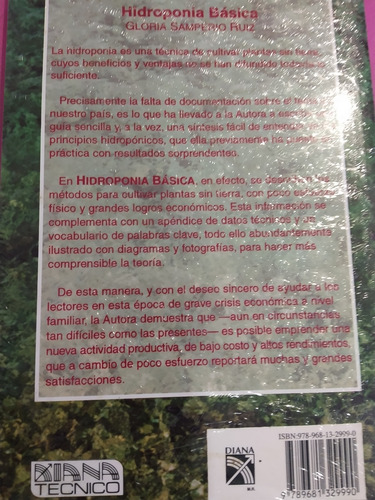 Hidroponia Básica
GLORIA SAMPERIO RUIZ
La hidroponia es una técnica de cultivar plantas sin tierra,
cuyos beneficios y ventajas no se han difundido todo lo
suficiente.
Precisamente la falta de documentación sobre el tema en
nuestro país, es lo que ha llevado a la Autora a escribir esta
guía sencilla y, a la vez, una síntesis fácil de entender de los
principios hidropónicos, que ella previamente ha puesto en
práctica con resultados sorprendentes.
En HIDROPONIA BÁSICA, en efecto, se describen los
métodos para cultivar plantas sin tierra, con poco esfuerzo
físico y grandes logros económicos. Esta información se
complementa con un apéndice de datos técnicos y un
vocabulario de palabras clave, todo ello abundantemente
ilustrado con diagramas y fotografías, para hacer más
comprensible la teoría.
De esta manera, y con el deseo sincero de ayudar a los
lectores en esta época de grave crisis económica a nivel
familiar, la Autora demuestra que —aun en circunstancias
tan difíciles como las presentes— es posible emprender una
nueva actividad productiva, de bajo costo y altos rendimientos,
que a cambio de poco esfuerzo reportará muchas y grandes
satisfacciones.
DIANA
TECNICO
DIANA
M.R.
ISBN:978-968-13-2999-0
9789681329990